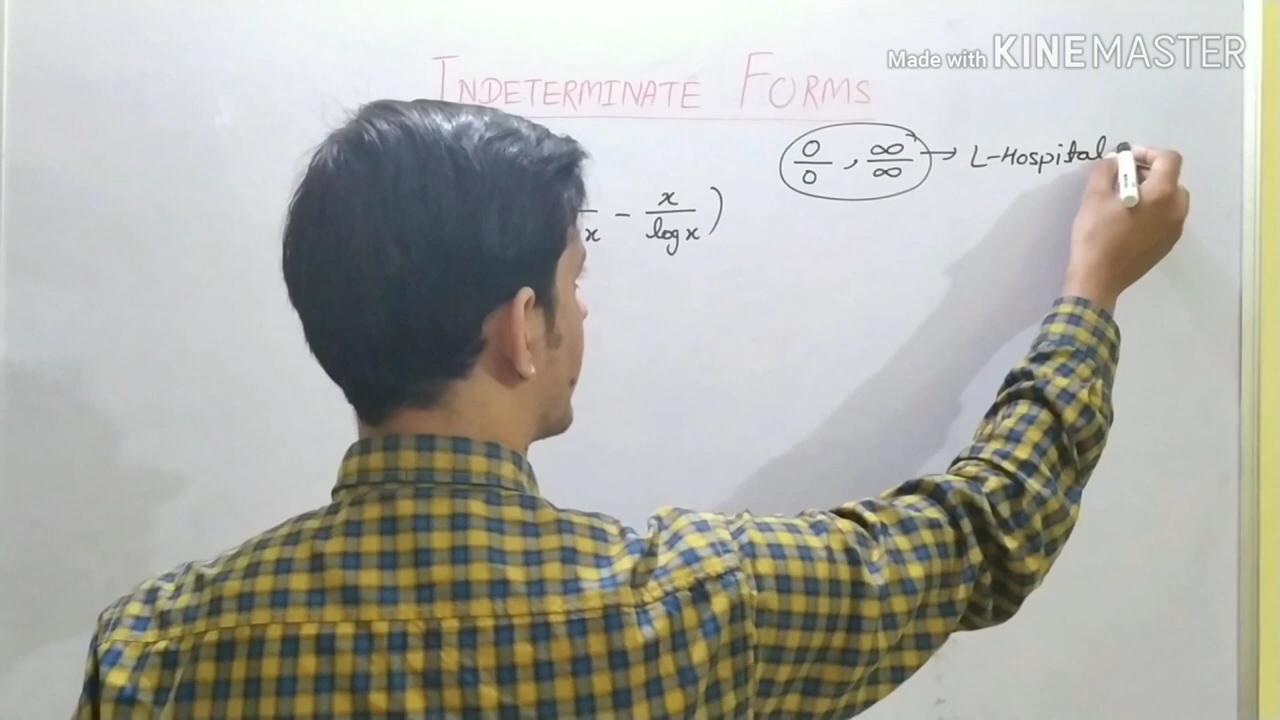 Made with KINEMASTER
INDETERMINATE FORMS
0/0 , ∞/∞ → L-Hospital
/x - x/log x )